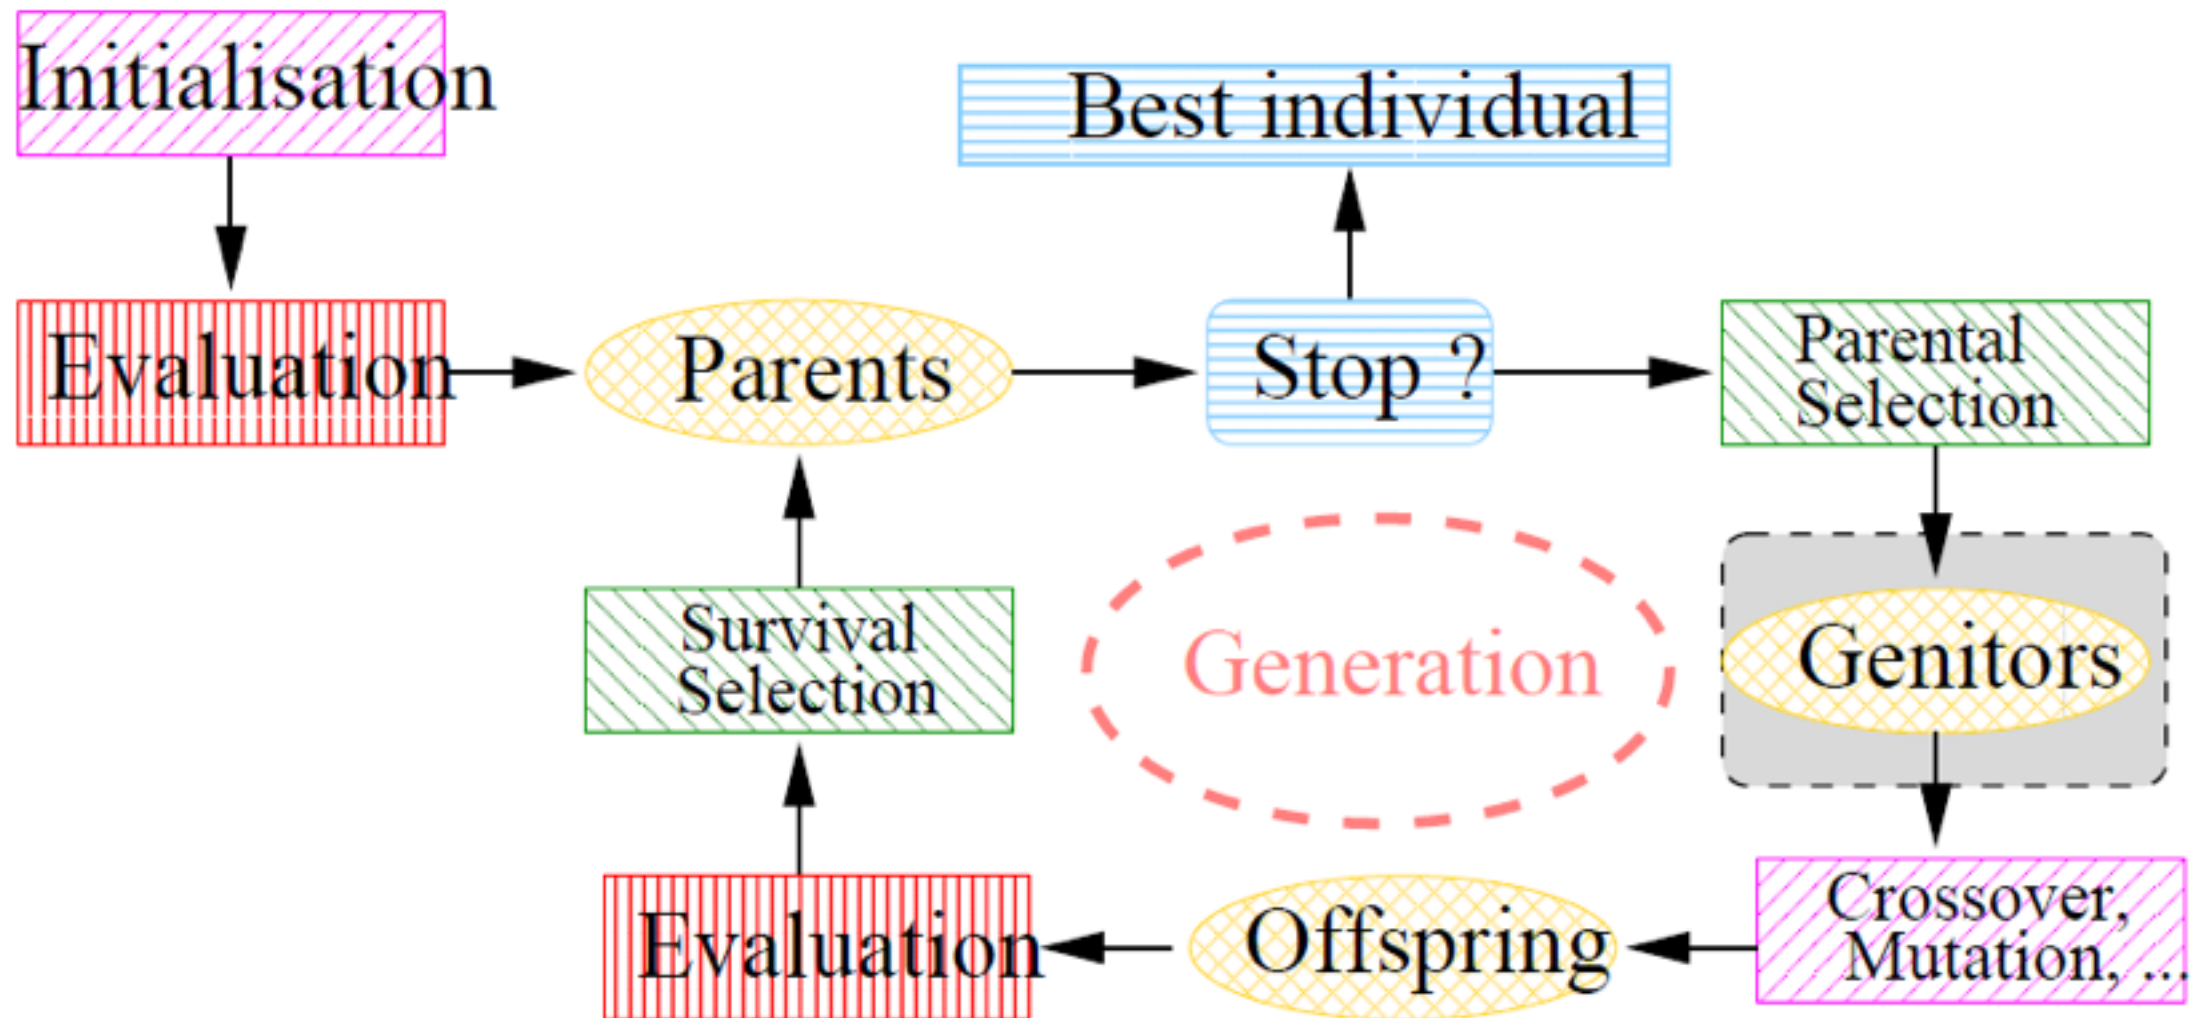 Initialisation
Best individual
Evaluation
Parents
Stop ?
Parental
Selection
Survival
Selection
Generation
Genitors
Evaluation
Offspring
Crossover,
Mutation, ...